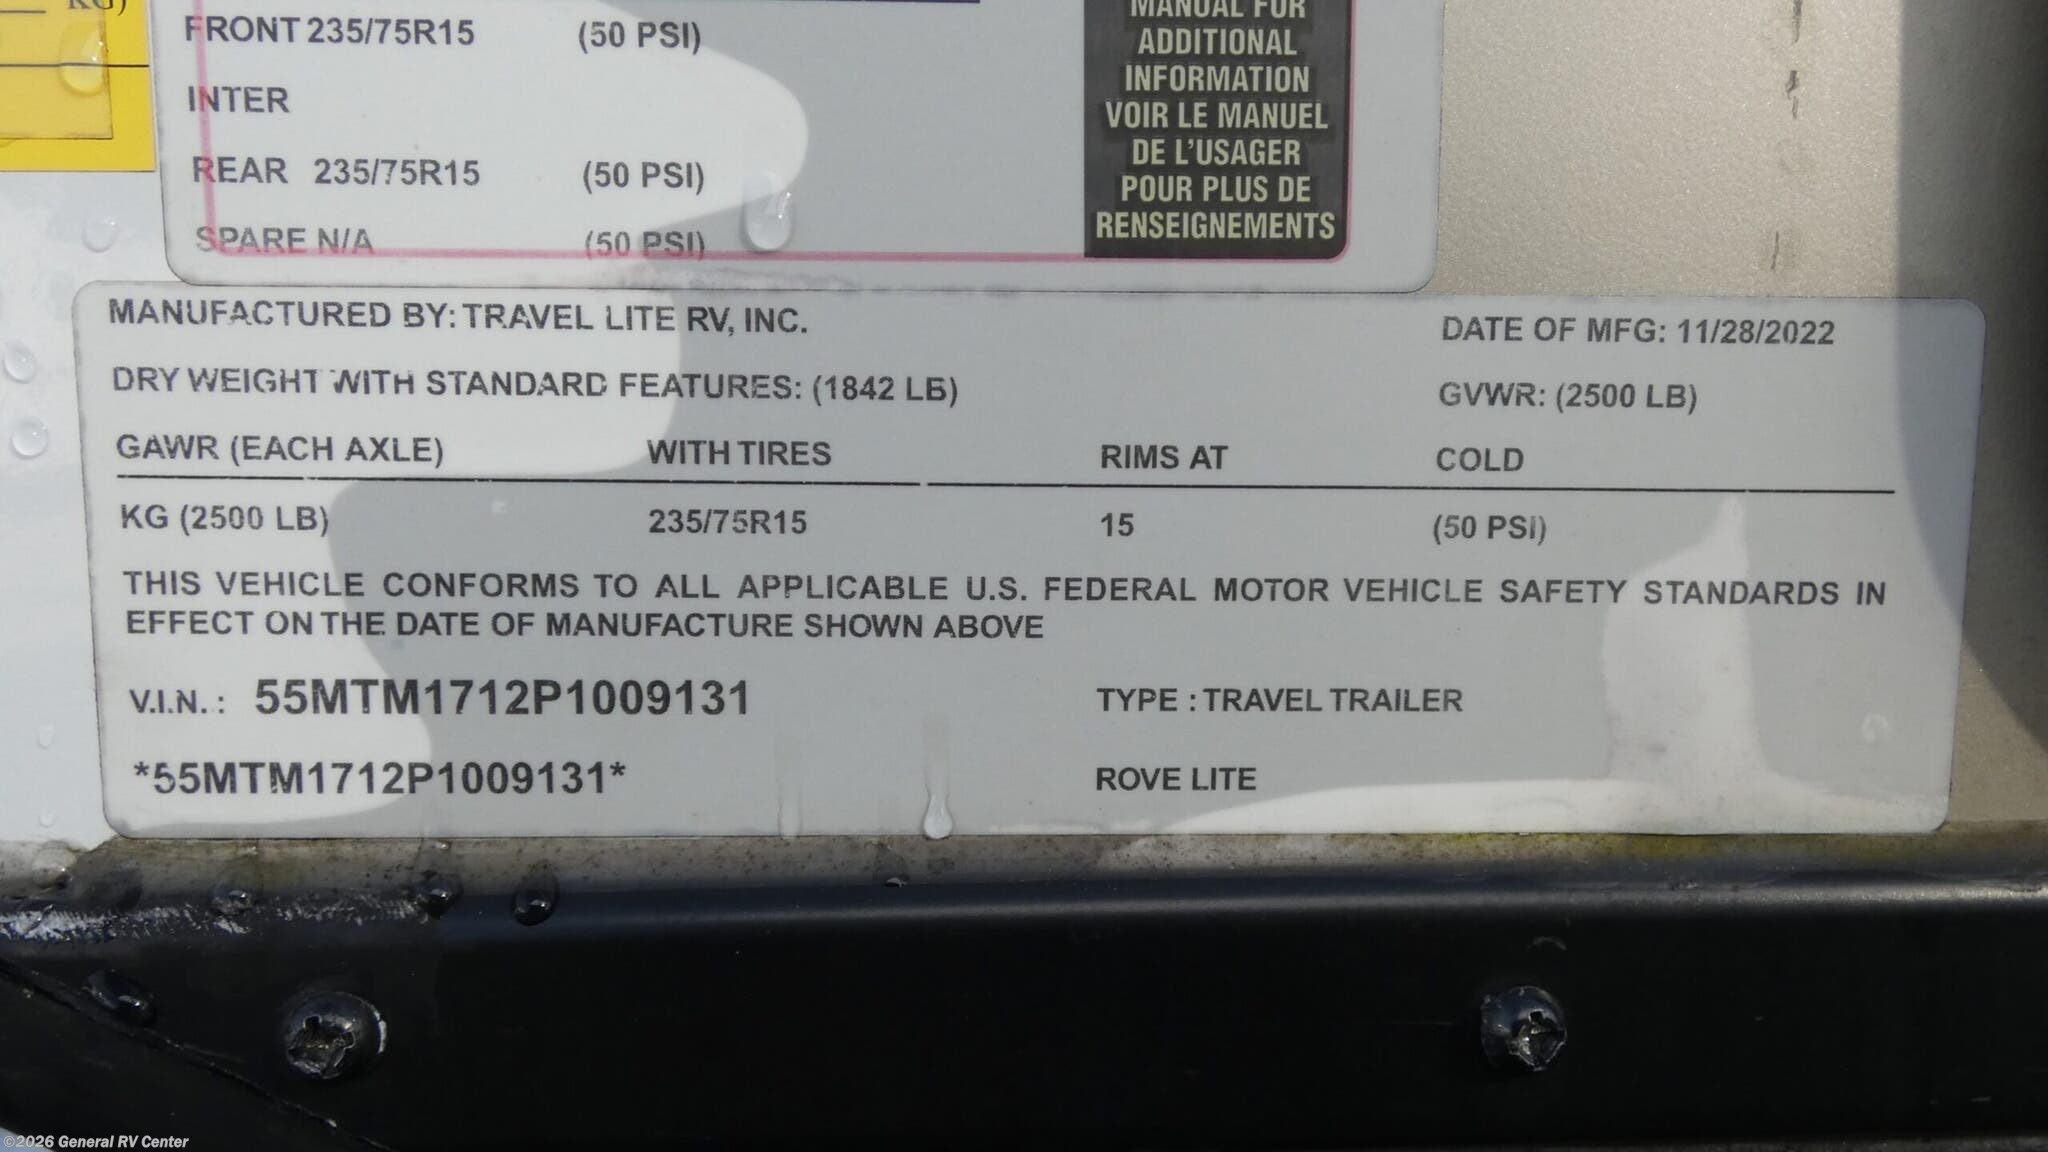 KG)
FRONT 235/75R15 (50 PSI)
INTER
REAR 235/75R15 (50 PSI)
SPARE N/A (50 PSI)
MANUAL FOR
ADDITIONAL
INFORMATION
VOIR LE MANUEL
DE L'USAGER
POUR PLUS DE
RENSEIGNEMENTS
MANUFACTURED BY: TRAVEL LITE RV, INC. DATE OF MFG: 11/28/2022
DRY WEIGHT WITH STANDARD FEATURES: (1842 LB) GVWR: (2500 LB)
GAWR (EACH AXLE) WITH TIRES RIMS AT COLD
KG (2500 LB) 235/75R15 15 (50 PSI)
THIS VEHICLE CONFORMS TO ALL APPLICABLE U.S. FEDERAL MOTOR VEHICLE SAFETY STANDARDS IN
EFFECT ON THE DATE OF MANUFACTURE SHOWN ABOVE
V.I.N. : 55MTM1712P1009131 TYPE : TRAVEL TRAILER
*55MTM1712P1009131* ROVE LITE
©2026 General RV Center